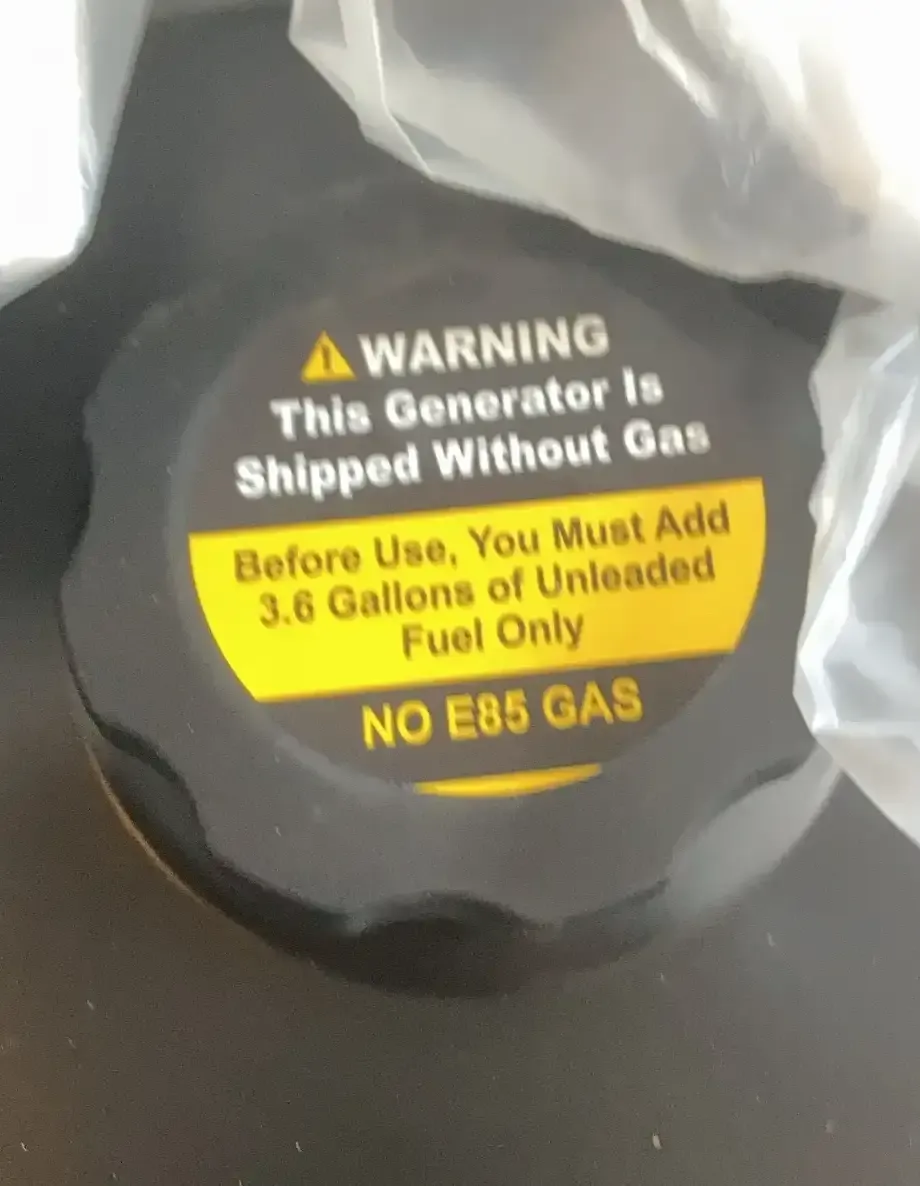 WARNING
This Generator Is
Shipped Without Gas
Before Use, You Must Add
3.6 Gallons of Unleaded
Fuel Only
NO E85 GAS